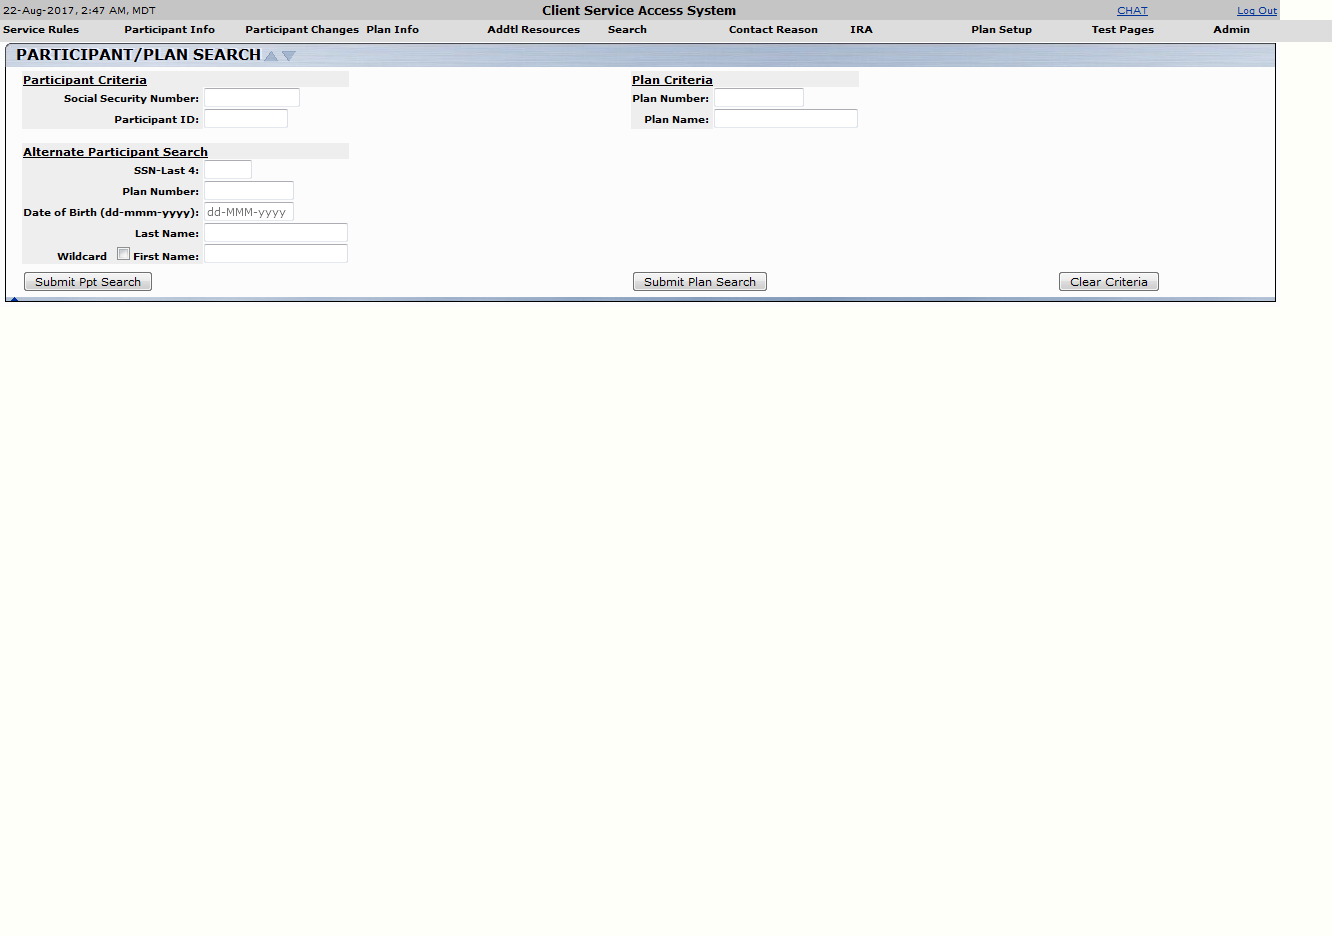 22-Aug-2017, 2:47 AM, MDT Client Service Access System CHAT Log Out
Service Rules Participant Info Participant Changes Plan Info Addtl Resources Search Contact Reason IRA Plan Setup Test Pages Admin
PARTICIPANT/PLAN SEARCH
Participant Criteria Plan Criteria
Social Security Number: Plan Number:
Participant ID: Plan Name:
Alternate Participant Search
SSN-Last 4:
Plan Number:
Date of Birth (dd-mmm-yyyy): dd-MMM-yyyy
Last Name:
Wildcard First Name:
Submit Ppt Search Submit Plan Search Clear Criteria